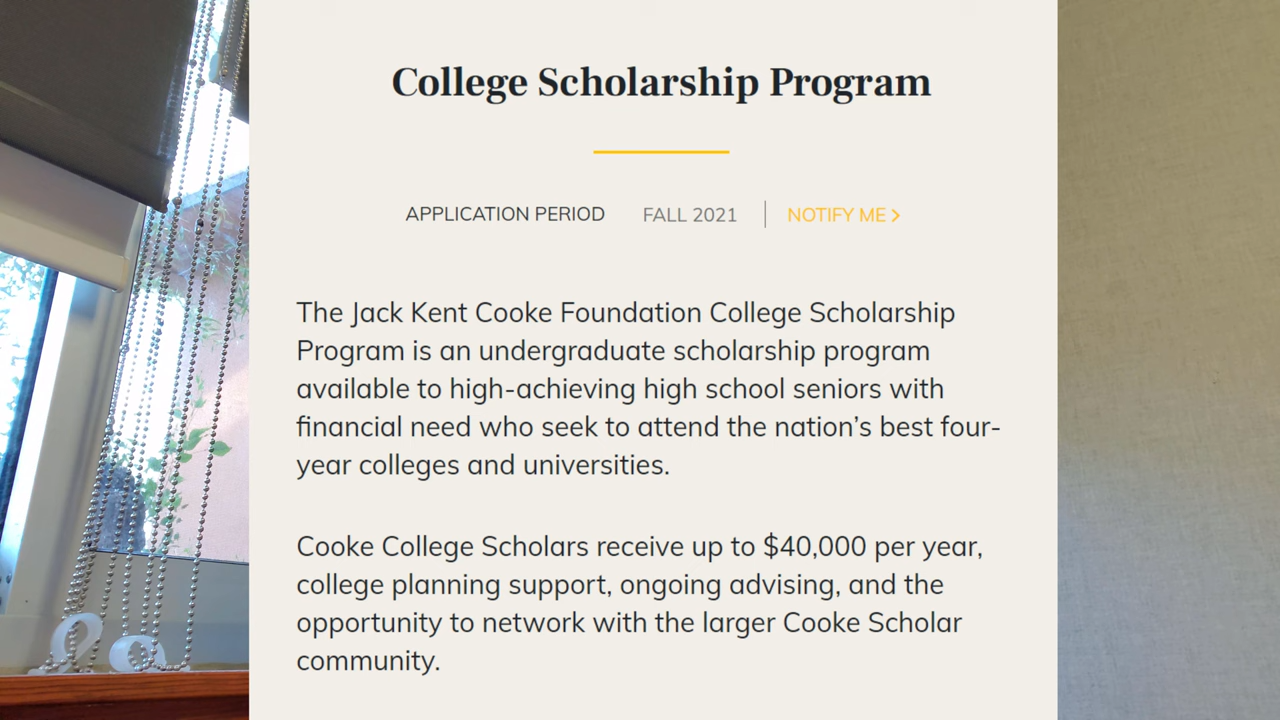 College Scholarship Program
APPLICATION PERIOD FALL 2021 NOTIFY ME >
The Jack Kent Cooke Foundation College Scholarship
Program is an undergraduate scholarship program
available to high-achieving high school seniors with
financial need who seek to attend the nation’s best four-
year colleges and universities.
Cooke College Scholars receive up to $40,000 per year,
college planning support, ongoing advising, and the
opportunity to network with the larger Cooke Scholar
community.